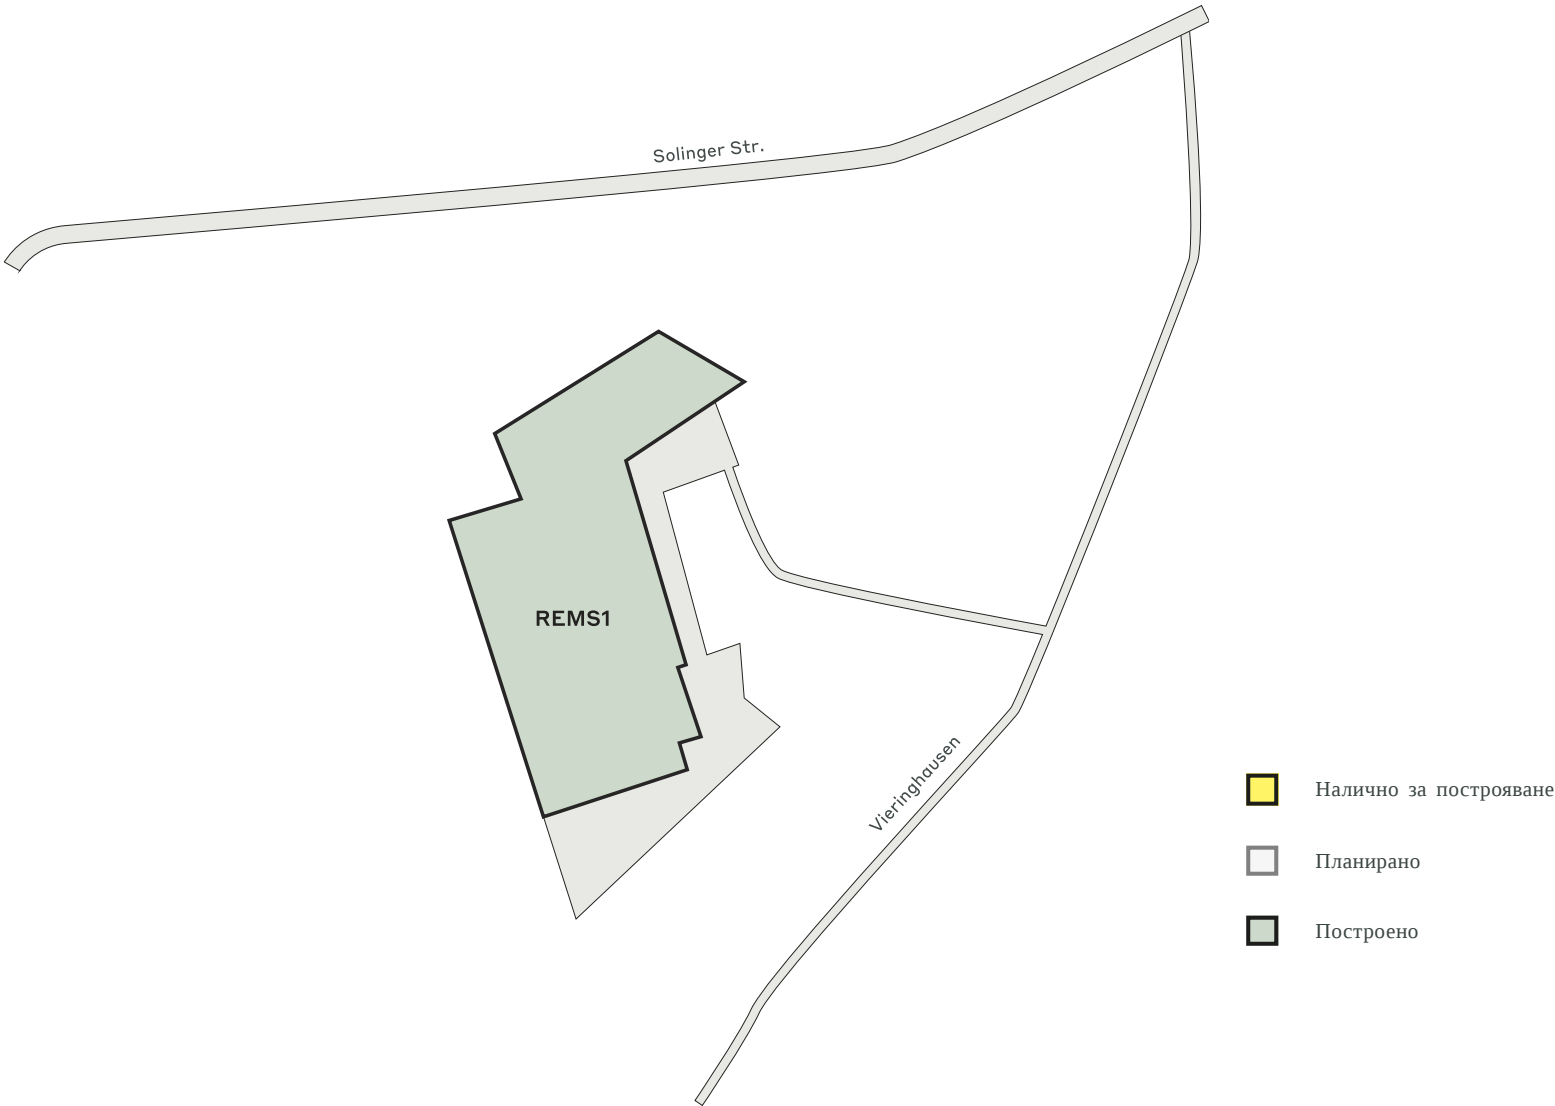 Solinger Str.
REMS1
Vieringhausen
Налично за построяване
Планирано
Построено